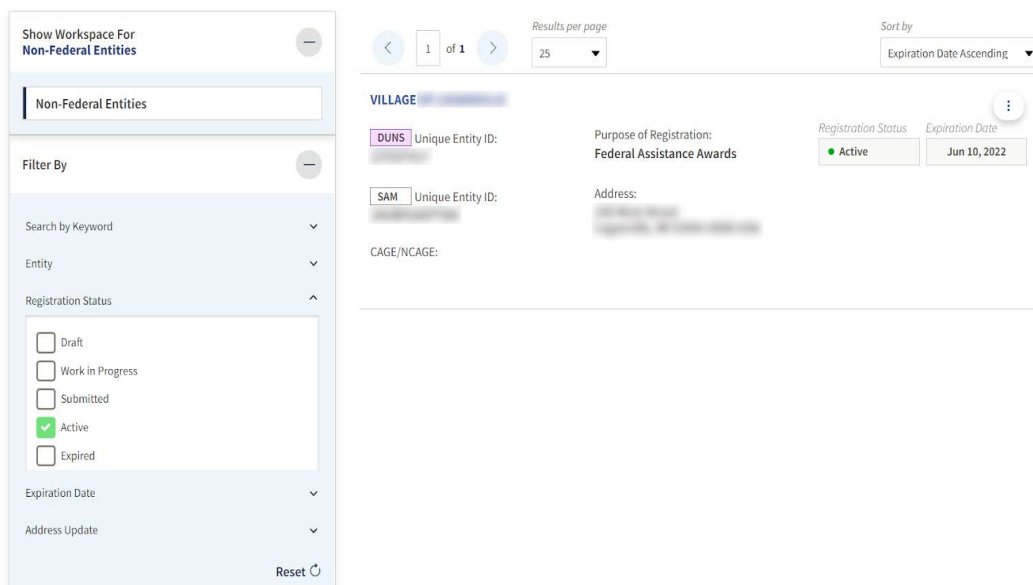 Show Workspace For
Non-Federal Entities
Non-Federal Entities
Filter By
Search by Keyword
Entity
Registration Status
Draft
Work in Progress
Submitted
Active
Expired
Expiration Date
Address Update
Reset
1 of 1
Results per page
25
Sort by
Expiration Date Ascending
VILLAGE
DUNS Unique Entity ID:
SAM Unique Entity ID:
CAGE/NCAGE:
Purpose of Registration:
Federal Assistance Awards
Address:
Registration Status
Active
Expiration Date
Jun 10, 2022